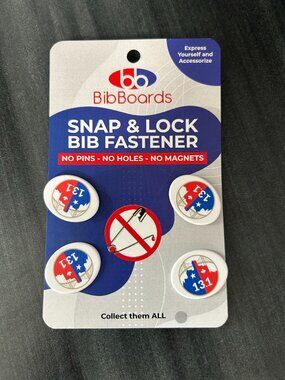 Express
Yourself and
Accessorize
bb
BibBoards
SNAP & LOCK
BIB FASTENER
NO PINS - NO HOLES - NO MAGNETS
13.1
13.1
13.1
13.1
Collect them ALL